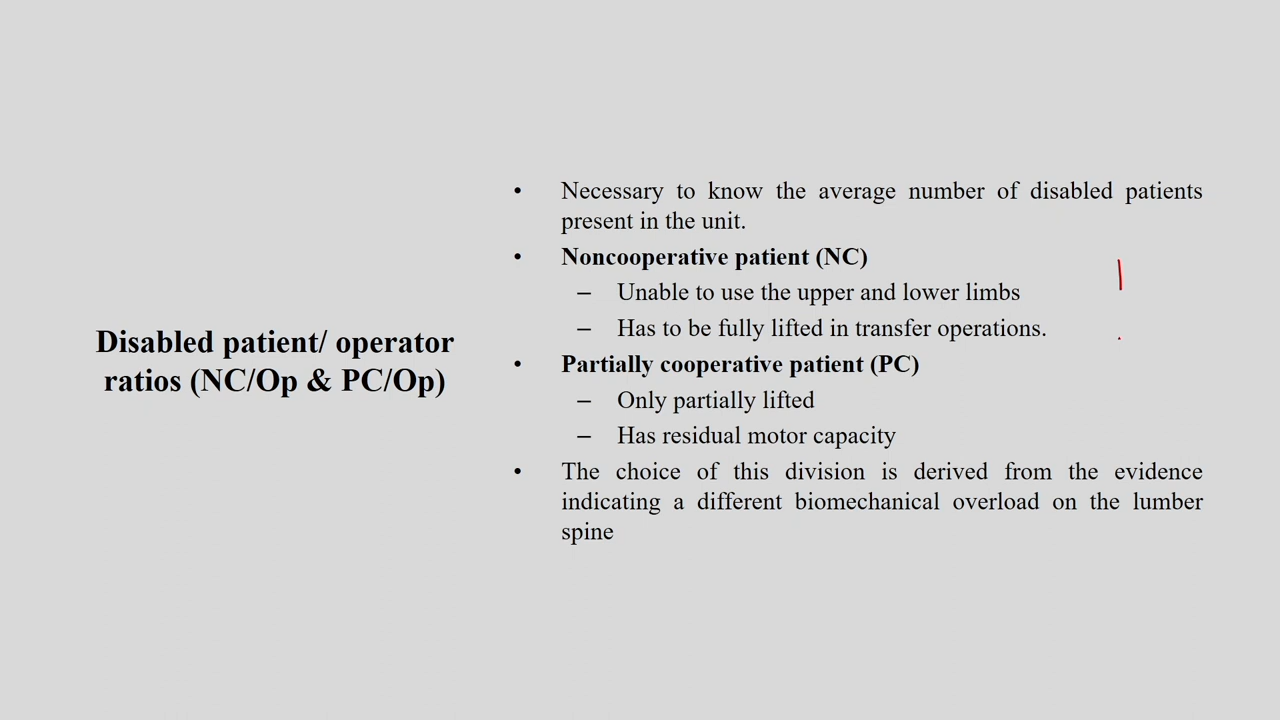 Disabled patient/ operator
ratios (NC/Op & PC/Op)
• Necessary to know the average number of disabled patients
present in the unit.
• Noncooperative patient (NC)
– Unable to use the upper and lower limbs
– Has to be fully lifted in transfer operations.
• Partially cooperative patient (PC)
– Only partially lifted
– Has residual motor capacity
• The choice of this division is derived from the evidence
indicating a different biomechanical overload on the lumber
spine